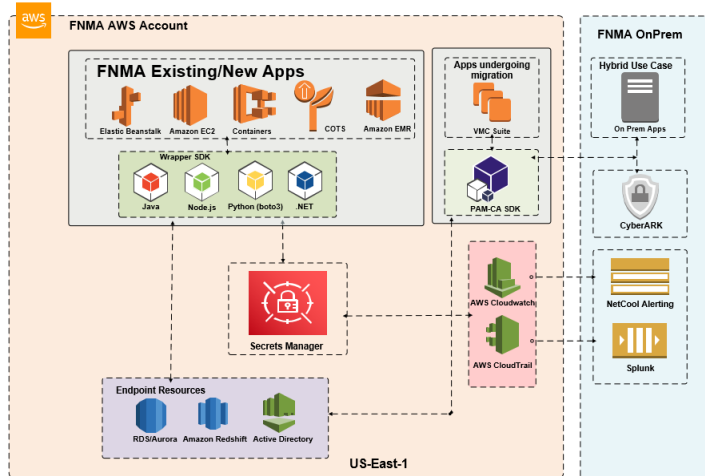 aws
FNMA AWS Account
FNMA OnPrem
FNMA Existing/New Apps
Elastic Beanstalk
Amazon EC2
Containers
COTS
Amazon EMR
Apps undergoing
migration
VMC Suite
Hybrid Use Case
On Prem Apps
Wrapper SDK
Java
Node.js
Python (boto3)
.NET
PAM-CA SDK
CyberARK
Secrets Manager
AWS Cloudwatch
AWS CloudTrail
NetCool Alerting
Splunk
Endpoint Resources
RDS/Aurora
Amazon Redshift
Active Directory
US-East-1